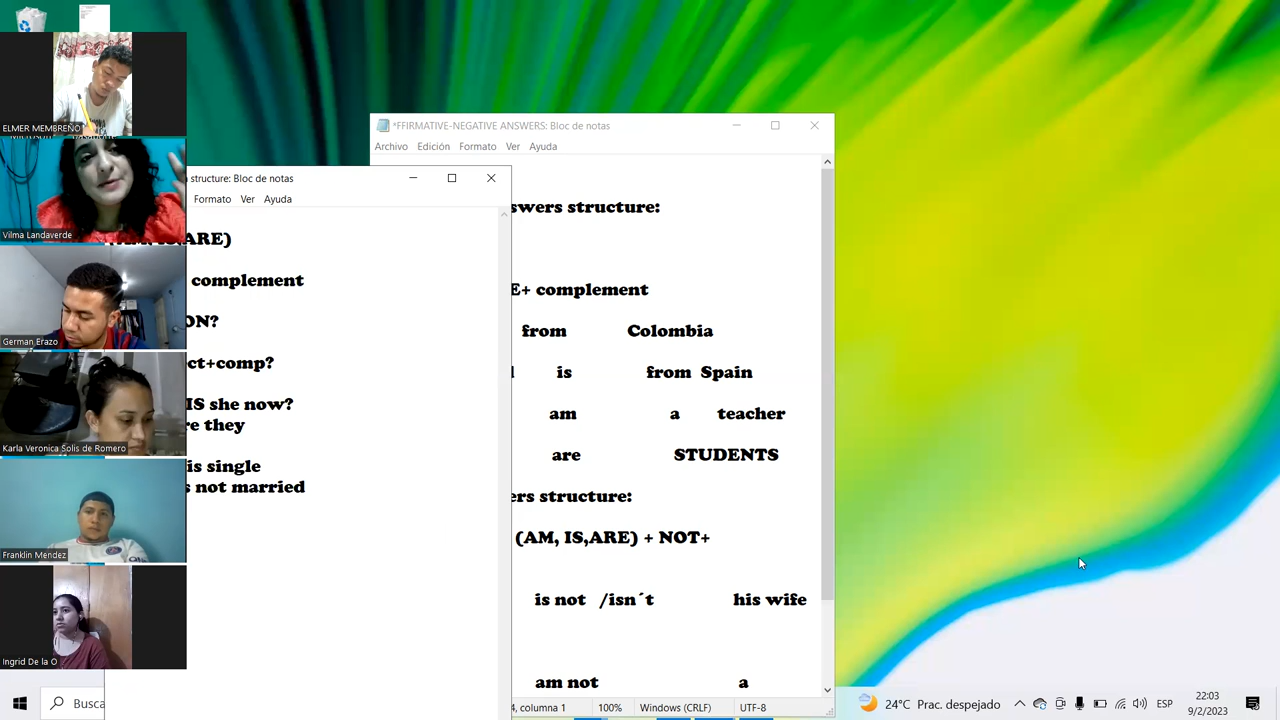 ELMER MEMBREÑO
Vilma Landaverde
German Erazo
Karla Veronica Solis de Romero
Franklin Mendez
Ingrid De la O
structure: Bloc de notas
Formato Ver Ayuda
IS,ARE)
complement
ON?
ct+comp?
IS she now?
e they
is single
s not married
*FFIRMATIVE-NEGATIVE ANSWERS: Bloc de notas
Archivo Edición Formato Ver Ayuda
swers structure:
E+ complement
from Colombia
is from Spain
am a teacher
are STUDENTS
ers structure:
(AM, IS,ARE) + NOT+
is not /isn´t his wife
am not a
4, columna 1 100% Windows (CRLF) UTF-8
Busca
24°C Prac. despejado ESP 22:03
9/2/2023